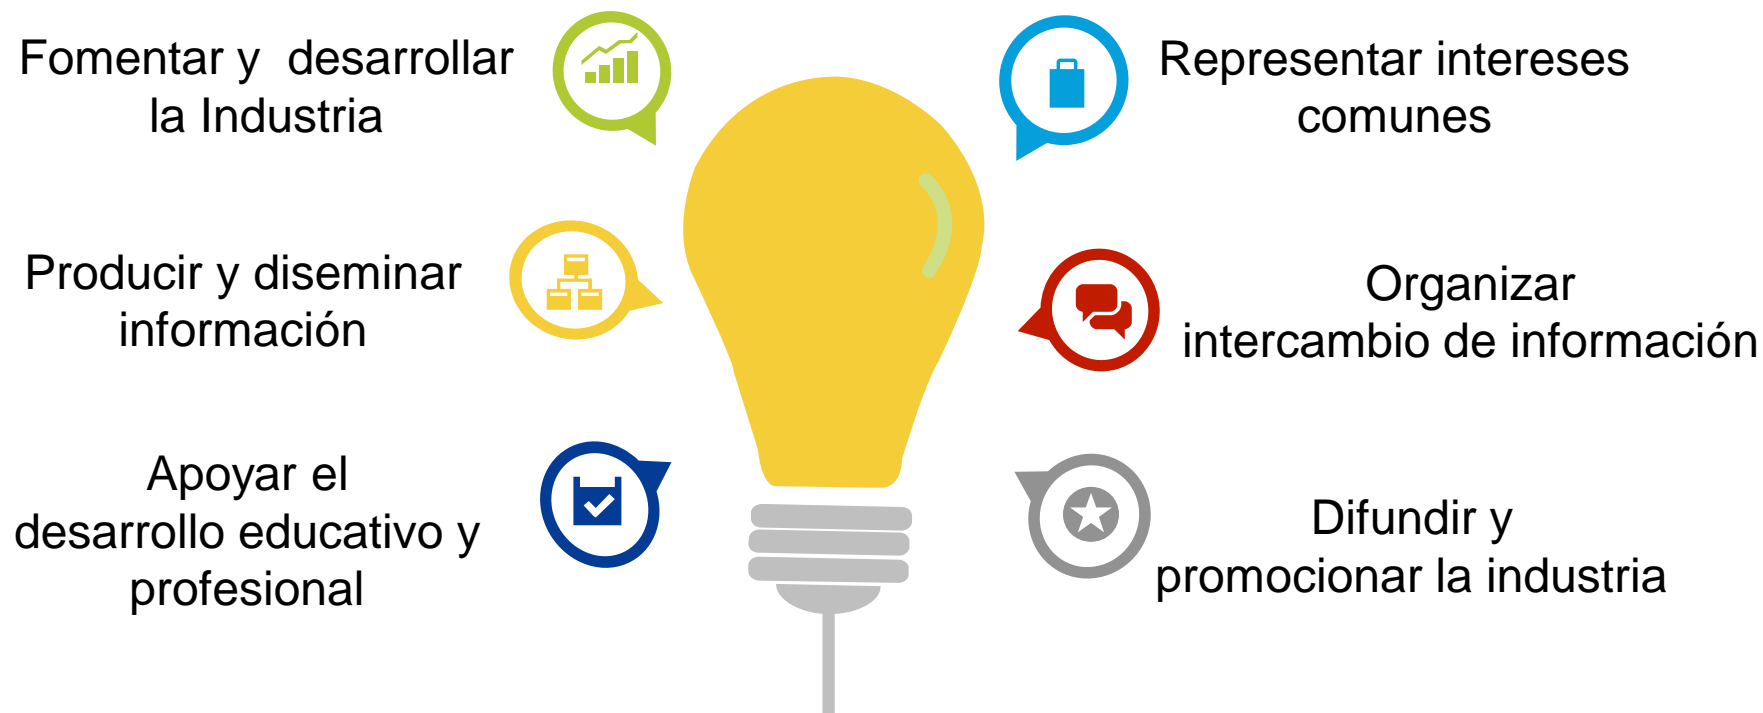 Fomentar y  desarrollar
la Industria
Producir y diseminar
información
Apoyar el
desarrollo educativo y
profesional
Representar intereses
comunes
Organizar
intercambio de información
Difundir y
promocionar la industria